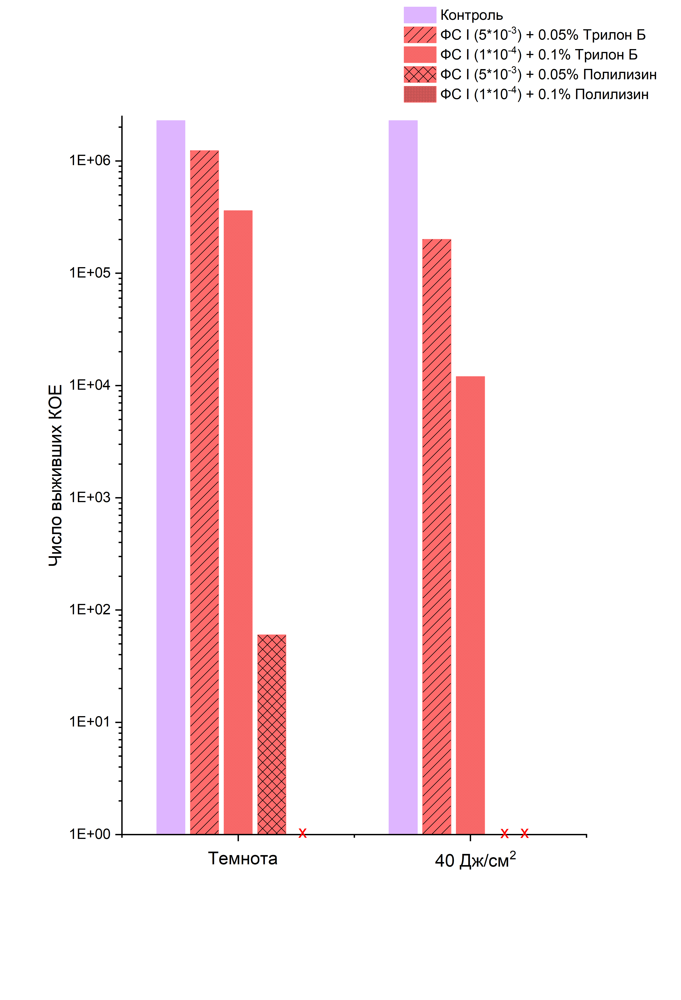 Контроль
ФС I (5*10⁻³) + 0.05% Трилон Б
ФС I (1*10⁻⁴) + 0.1% Трилон Б
ФС I (5*10⁻³) + 0.05% Полилизин
ФС I (1*10⁻⁴) + 0.1% Полилизин
Число выживших КОЕ
1E+06
1E+05
1E+04
1E+03
1E+02
1E+01
1E+00
x
x x
Темнота
40 Дж/см²